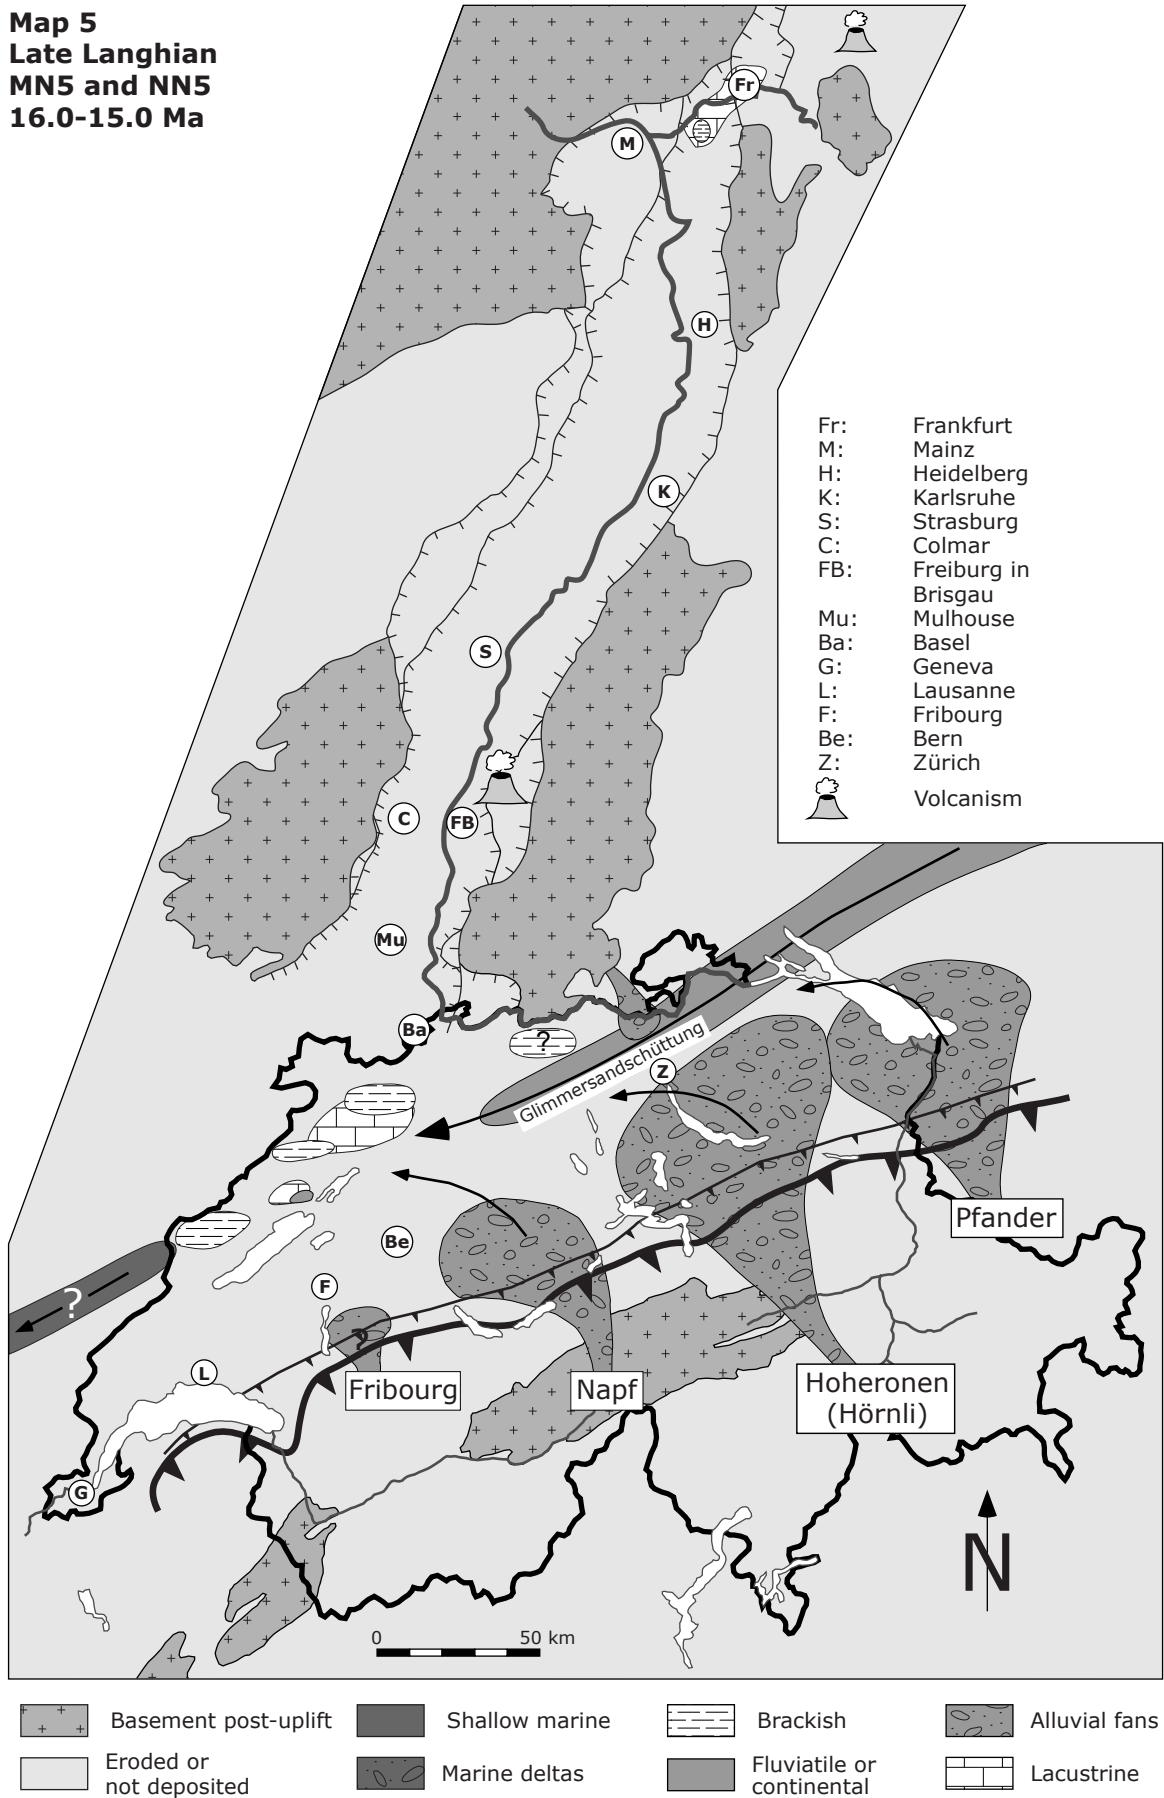 Map 5
Late Langhian
MN5 and NN5
16.0-15.0 Ma
Fr
M
H
K
S
C
FB
Mu
Ba
Fr: Frankfurt
M: Mainz
H: Heidelberg
K: Karlsruhe
S: Strasburg
C: Colmar
FB: Freiburg in
Brisgau
Mu: Mulhouse
Ba: Basel
G: Geneva
L: Lausanne
F: Fribourg
Be: Bern
Z: Zürich
Volcanism
?
Glimmersandschüttung
Z
Be
F
?
?
L
G
Pfander
Fribourg
Napf
Hoheronen
(Hörnli)
N
0 50 km
Basement post-uplift
Shallow marine
Brackish
Alluvial fans
Eroded or
not deposited
Marine deltas
Fluviatile or
continental
Lacustrine